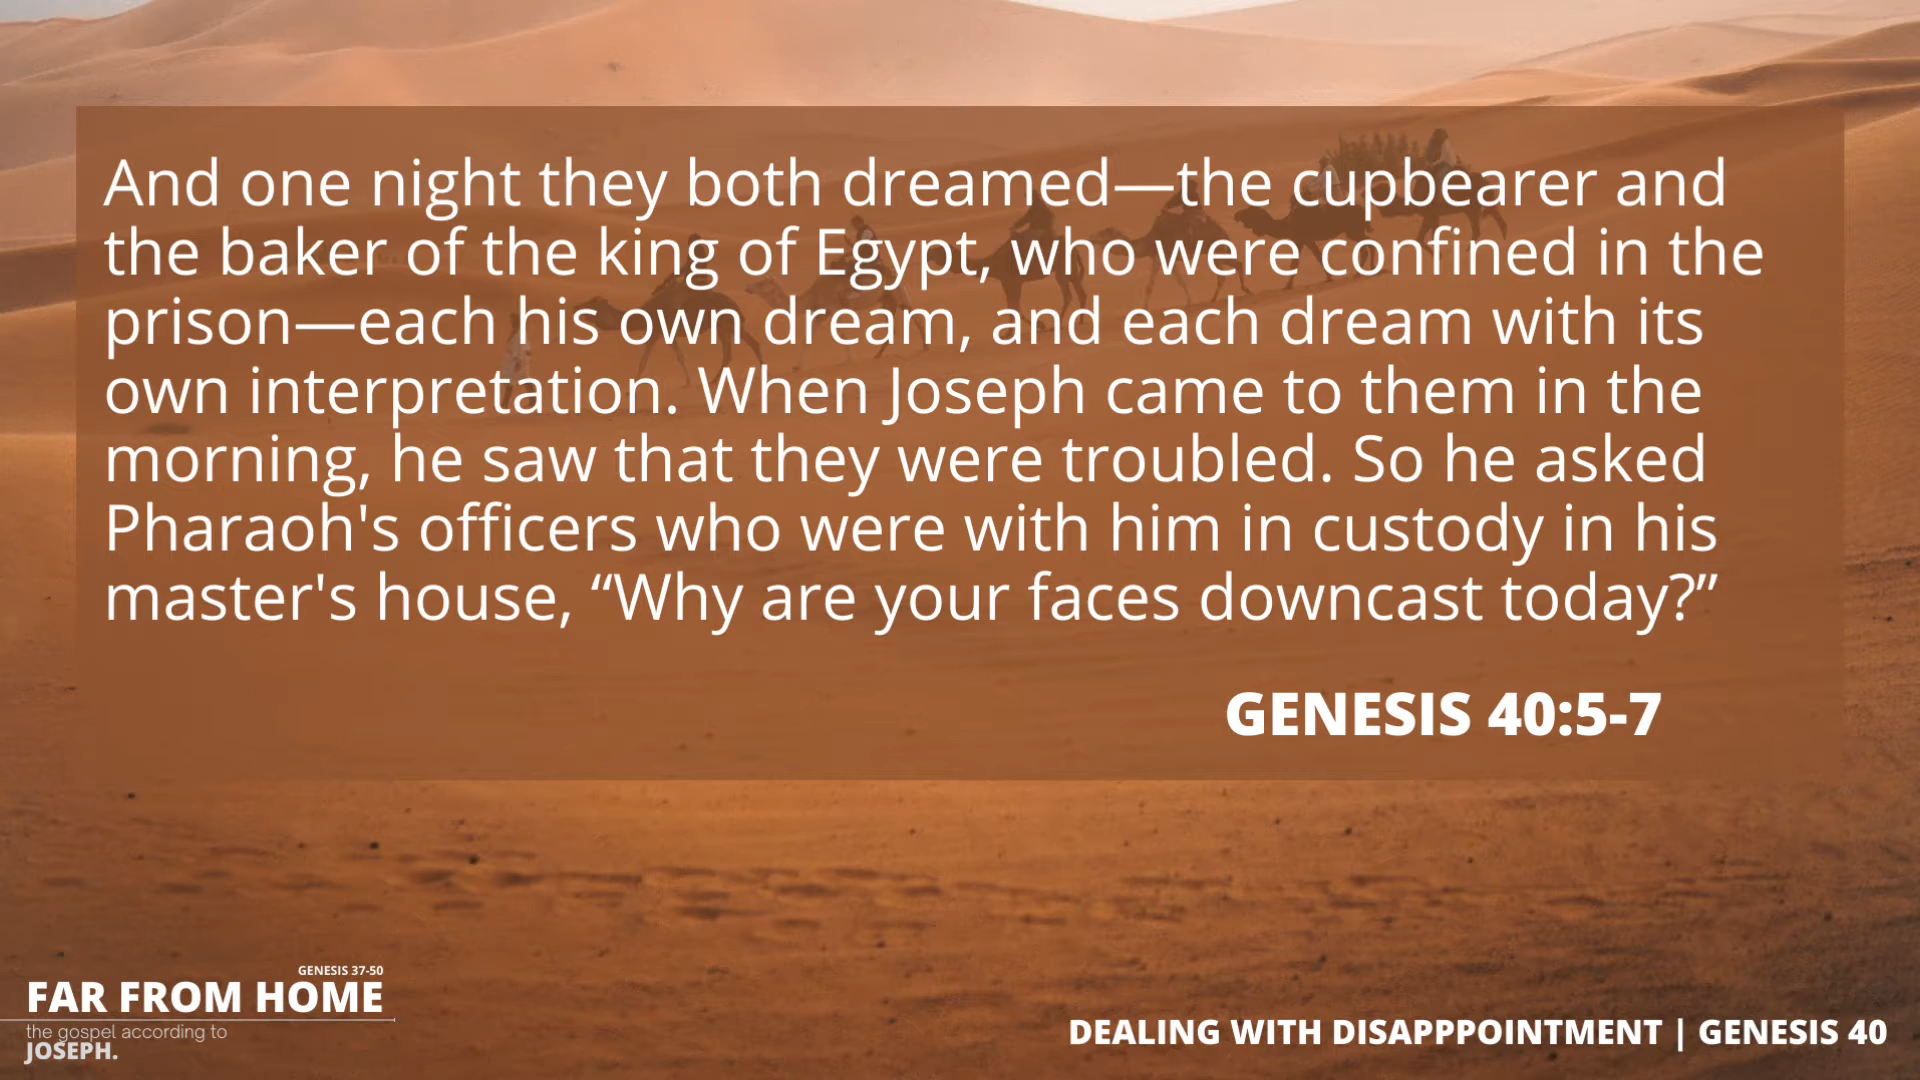 And one night they both dreamed—the cupbearer and
the baker of the king of Egypt, who were confined in the
prison—each his own dream, and each dream with its
own interpretation. When Joseph came to them in the
morning, he saw that they were troubled. So he asked
Pharaoh's officers who were with him in custody in his
master's house, “Why are your faces downcast today?”
GENESIS 40:5-7
GENESIS 37-50
FAR FROM HOME
the gospel according to
JOSEPH.
DEALING WITH DISAPPPOINTMENT | GENESIS 40